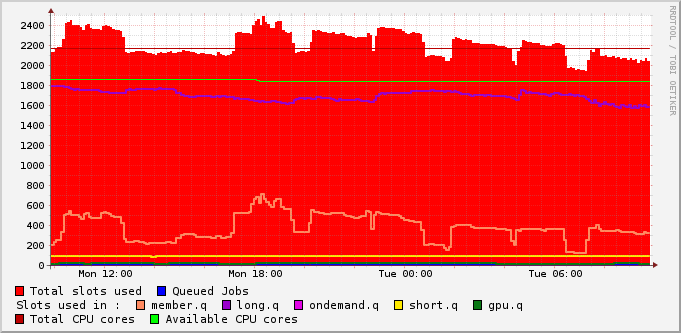 2400
2200
2000
1800
1600
1400
1200
1000
800
600
400
200
0
Mon 12:00 Mon 18:00 Tue 00:00 Tue 06:00
Total slots used Queued Jobs
Slots used in : member.q long.q ondemand.q short.q gpu.q
Total CPU cores Available CPU cores
RRDTOOL / TOBI OETIKER